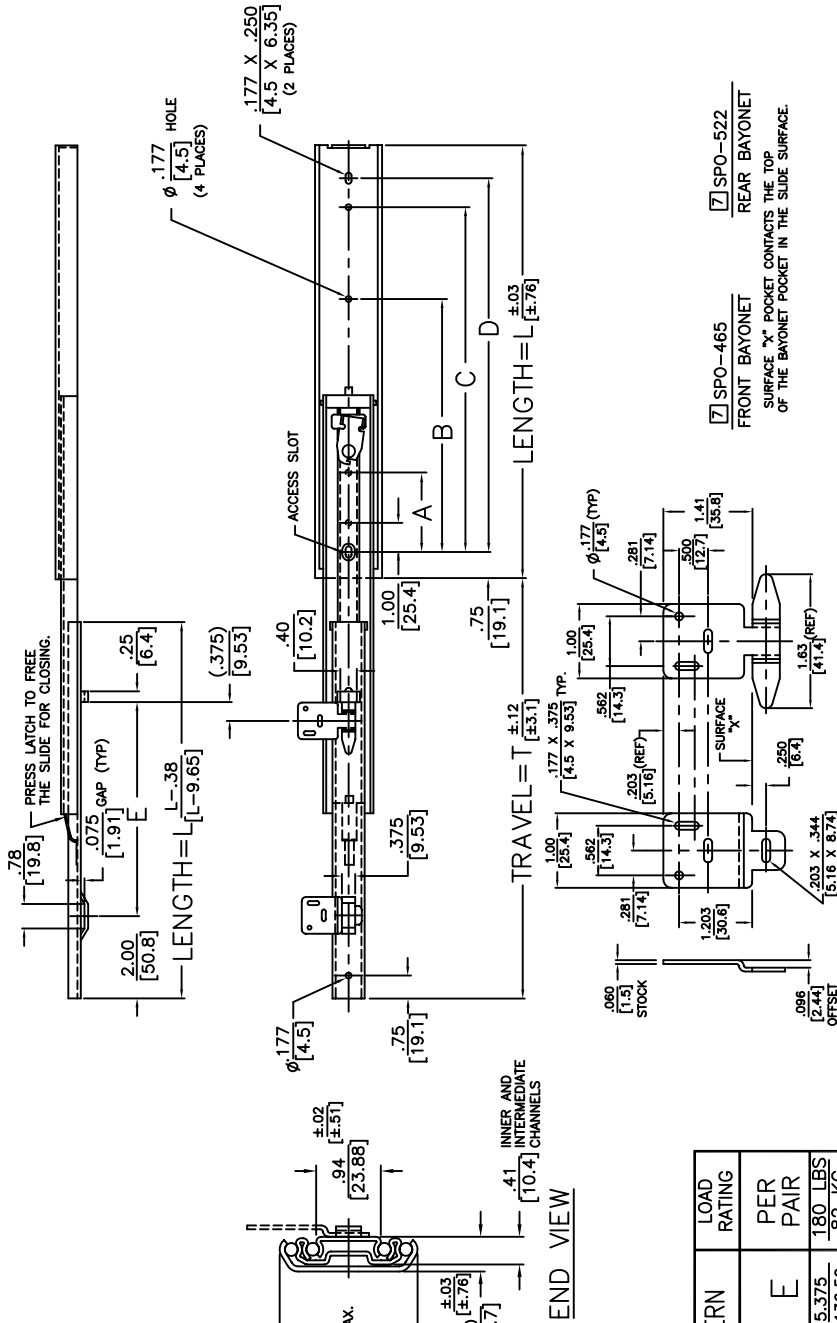 PRESS LATCH TO FREE
THE SLIDE FOR CLOSING.
.78
[19.8]
.075 GAP (TYP)
[1.91]
.25
[6.4]
E
2.00
[50.8]
LENGTH=L
L-.38
[L-9.65]
Ø .177 HOLE
[4.5]
(4 PLACES)
.177 X .250
[4.5 X 6.35]
(2 PLACES)
ACCESS SLOT
(.375)
[9.53]
.40
[10.2]
1.00
[25.4]
A
B
C
D
Ø.177
[4.5]
.375
[9.53]
.75
[19.1]
.75
[19.1]
TRAVEL=T ±.12
[±3.1]
LENGTH=L ±.03
[±.76]
±.02
[±.51]
.94
[23.88]
.41
[10.4]
INNER AND
INTERMEDIATE
CHANNELS
AX.
±.03
[±.76]
END VIEW
.177 X .375 TYP.
[4.5 X 9.53]
1.00
[25.4]
.562
[14.3]
.281
[7.14]
.203 (REF)
[5.16]
1.203
[30.6]
SURFACE
"X"
.250
[6.4]
.203 X .344
[5.16 X 8.74]
.060
[1.5]
STOCK
.096
[2.44]
OFFSET
1.00
[25.4]
.562
[14.3]
Ø.177 (TYP)
[4.5]
.281
[7.14]
.500
[12.7]
1.41
[35.8]
1.63 (REF)
[41.4]
7 SPO-465
FRONT BAYONET
7 SPO-522
REAR BAYONET
SURFACE "X" POCKET CONTACTS THE TOP
OF THE BAYONET POCKET IN THE SLIDE SURFACE.
ERN
LOAD
RATING
E
PER
PAIR
5.375
180 LBS